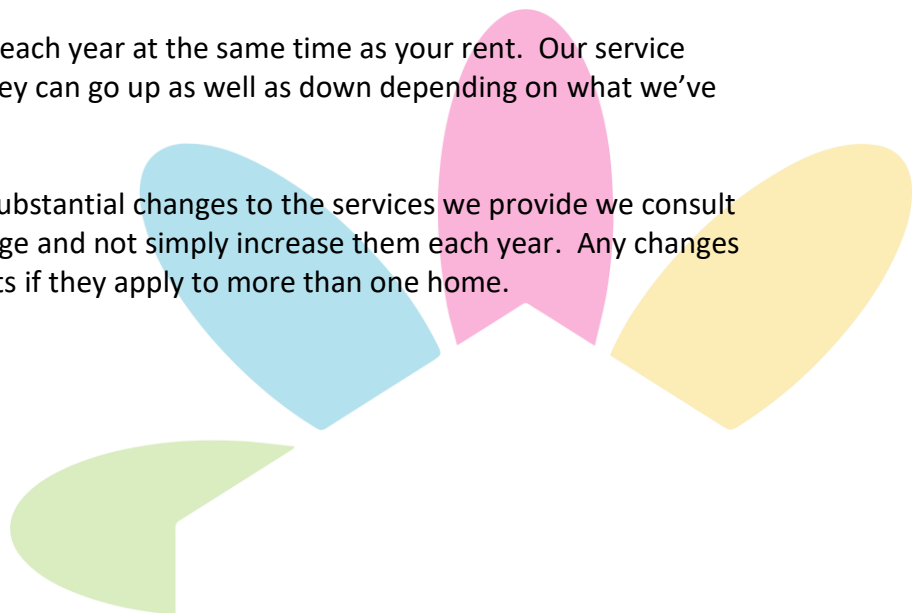 each year at the same time as your rent.  Our service
ey can go up as well as down depending on what we’ve
ubstantial changes to the services we provide we consult
ge and not simply increase them each year.  Any changes
ts if they apply to more than one home.